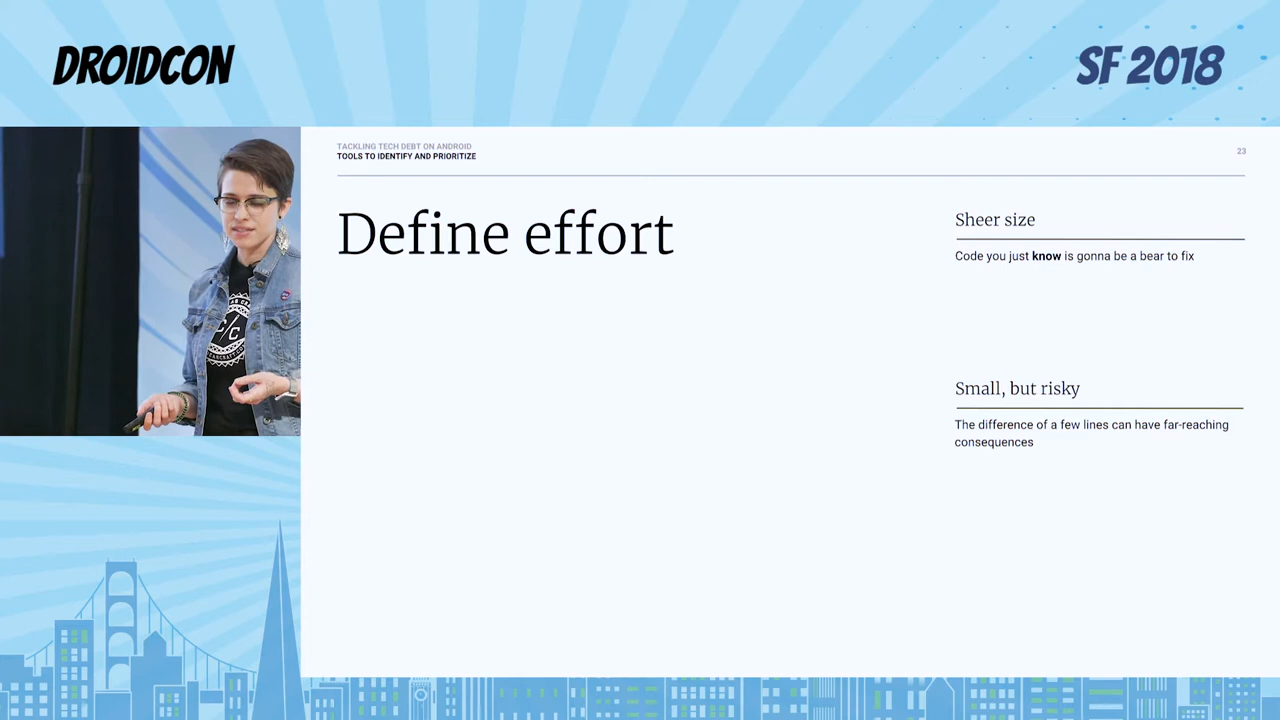 DROIDCON
SF 2018
TACKLING TECH DEBT ON ANDROID
TOOLS TO IDENTIFY AND PRIORITIZE
23
Define effort
Sheer size
Code you just know is gonna be a bear to fix
Small, but risky
The difference of a few lines can have far-reaching
consequences
C/C